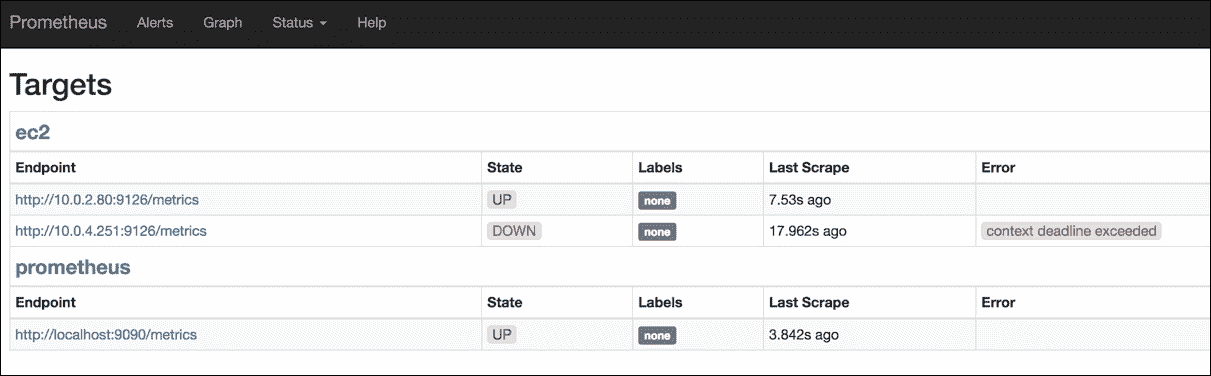 Prometheus Alerts Graph Status Help
Targets
ec2
Endpoint State Labels Last Scrape Error
http://10.0.2.80:9126/metrics UP none 7.53s ago
http://10.0.4.251:9126/metrics DOWN none 17.962s ago context deadline exceeded
prometheus
Endpoint State Labels Last Scrape Error
http://localhost:9090/metrics UP none 3.842s ago